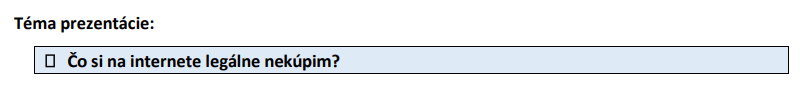 Téma prezentácie:
▯ Čo si na internete legálne nekúpim?